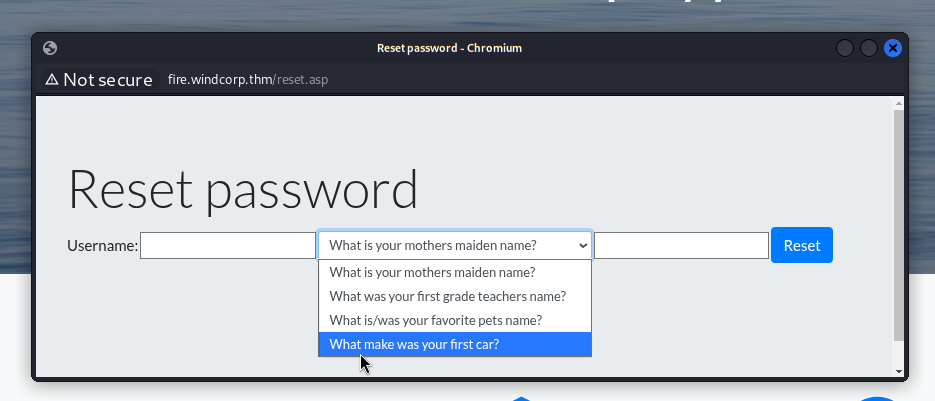 Reset password - Chromium
Not secure fire.windcorp.thm/reset.asp
Reset password
Username: What is your mothers maiden name? Reset
What is your mothers maiden name?
What was your first grade teachers name?
What is/was your favorite pets name?
What make was your first car?